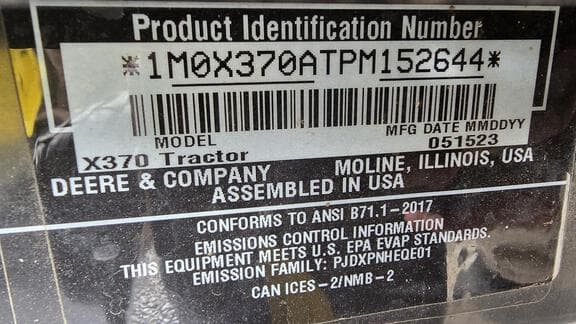 Product Identification Number
*1M0X370ATPM152644*
MODEL MFG DATE MMDDYY
X370 Tractor 051523
DEERE & COMPANY MOLINE, ILLINOIS, USA
ASSEMBLED IN USA
CONFORMS TO ANSI B71.1-2017
EMISSIONS CONTROL INFORMATION
THIS EQUIPMENT MEETS U.S. EPA EVAP STANDARDS.
EMISSION FAMILY: PJDXPNHEQE01
CAN ICES-2/NMB-2